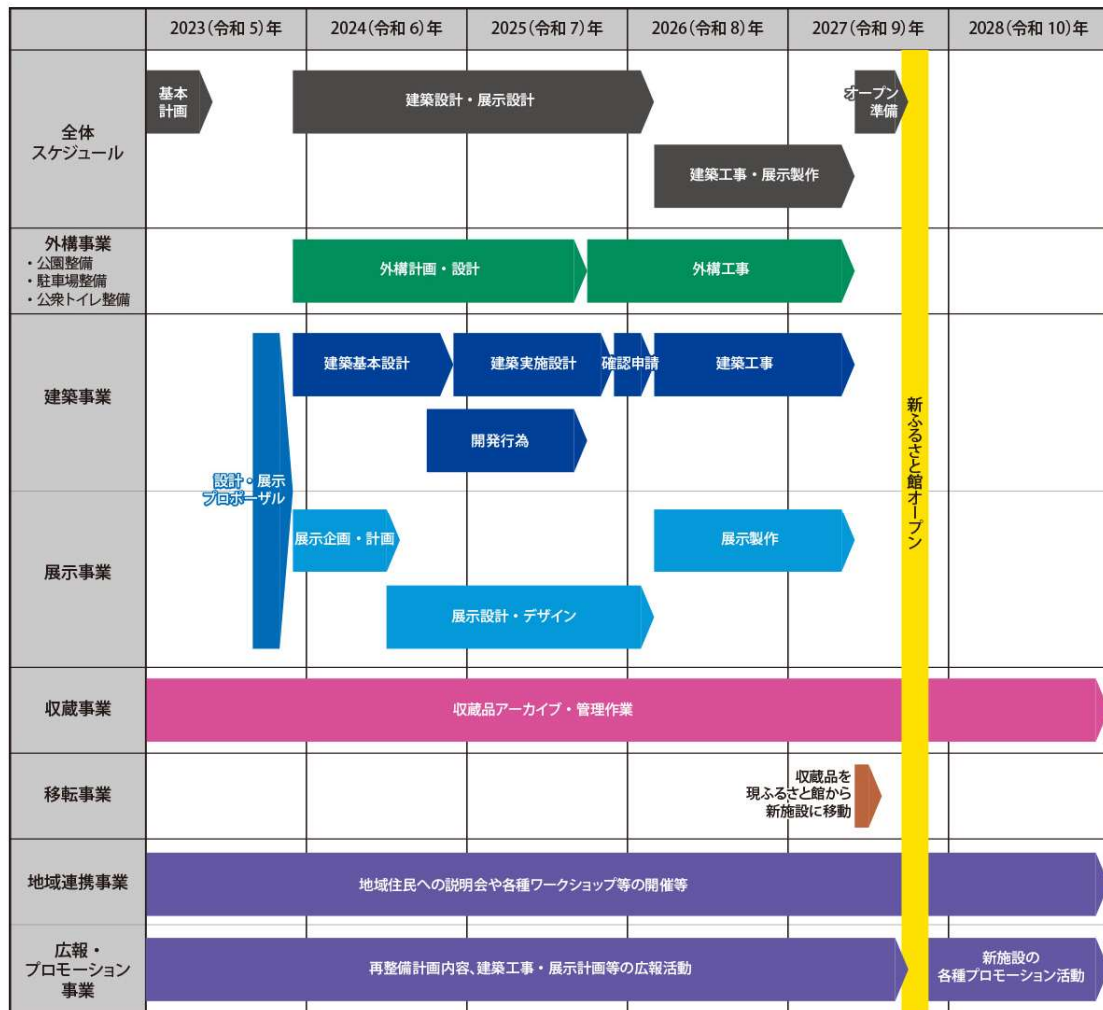 2023(令和 5)年
2024(令和 6)年
2025(令和 7)年
2026(令和 8)年
2027(令和 9)年
2028(令和 10)年
全体
スケジュール
基本
計画
建築設計・展示設計
オープン
準備
建築工事・展示製作
外構事業
・公園整備
・駐車場整備
・公衆トイレ整備
外構計画・設計
外構工事
建築事業
建築基本設計
建築実施設計
確認申請
建築工事
開発行為
設計・展示
プロポーザル
新ふるさと館オープン
展示事業
展示企画・計画
展示製作
展示設計・デザイン
収蔵事業
収蔵品アーカイブ・管理作業
移転事業
収蔵品を
現ふるさと館から
新施設に移動
地域連携事業
地域住民への説明会や各種ワークショップ等の開催等
広報・
プロモーション
事業
再整備計画内容、建築工事・展示計画等の広報活動
新施設の
各種プロモーション活動